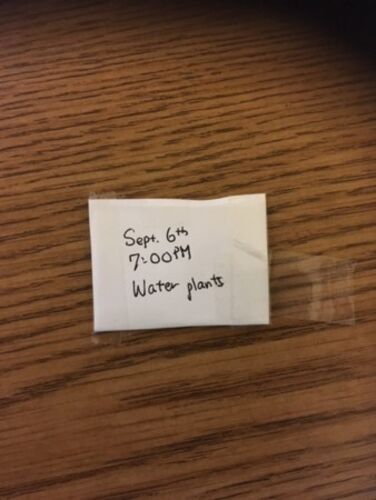 Sept. 6th
7:00PM
Water plants